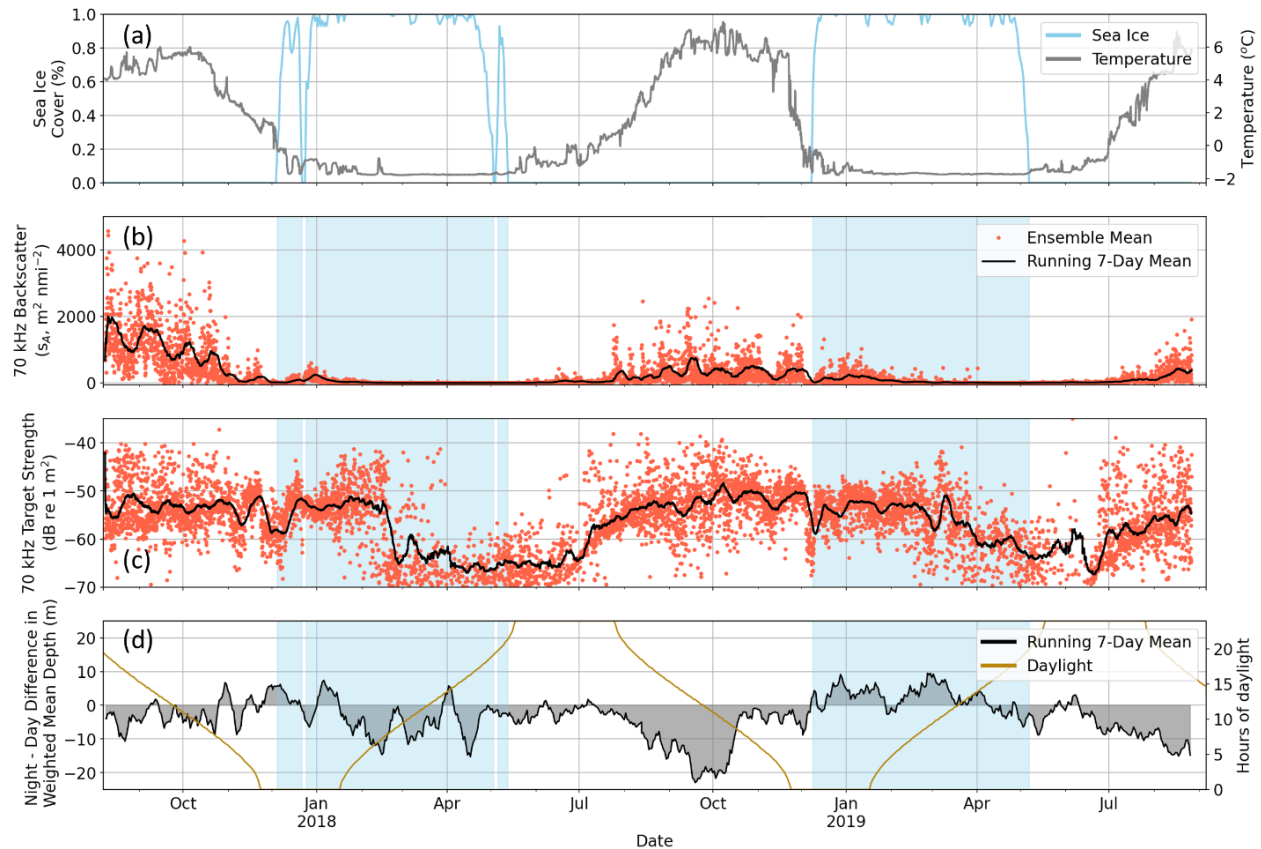 (a)
1.0
0.8
0.6
0.4
0.2
0.0
Sea Ice
Cover (%)
Sea Ice
Temperature
6
4
2
0
−2
Temperature (°C)
(b)
4000
2000
0
70 kHz Backscatter
(sA, m² nmi⁻²)
Ensemble Mean
Running 7-Day Mean
(c)
−40
−50
−60
−70
70 kHz Target Strength
(dB re 1 m²)
(d)
20
10
0
−10
−20
Night - Day Difference in
Weighted Mean Depth (m)
Running 7-Day Mean
Daylight
20
15
10
5
0
Hours of daylight
Oct
Jan
2018
Apr
Jul
Oct
Jan
2019
Apr
Jul
Date